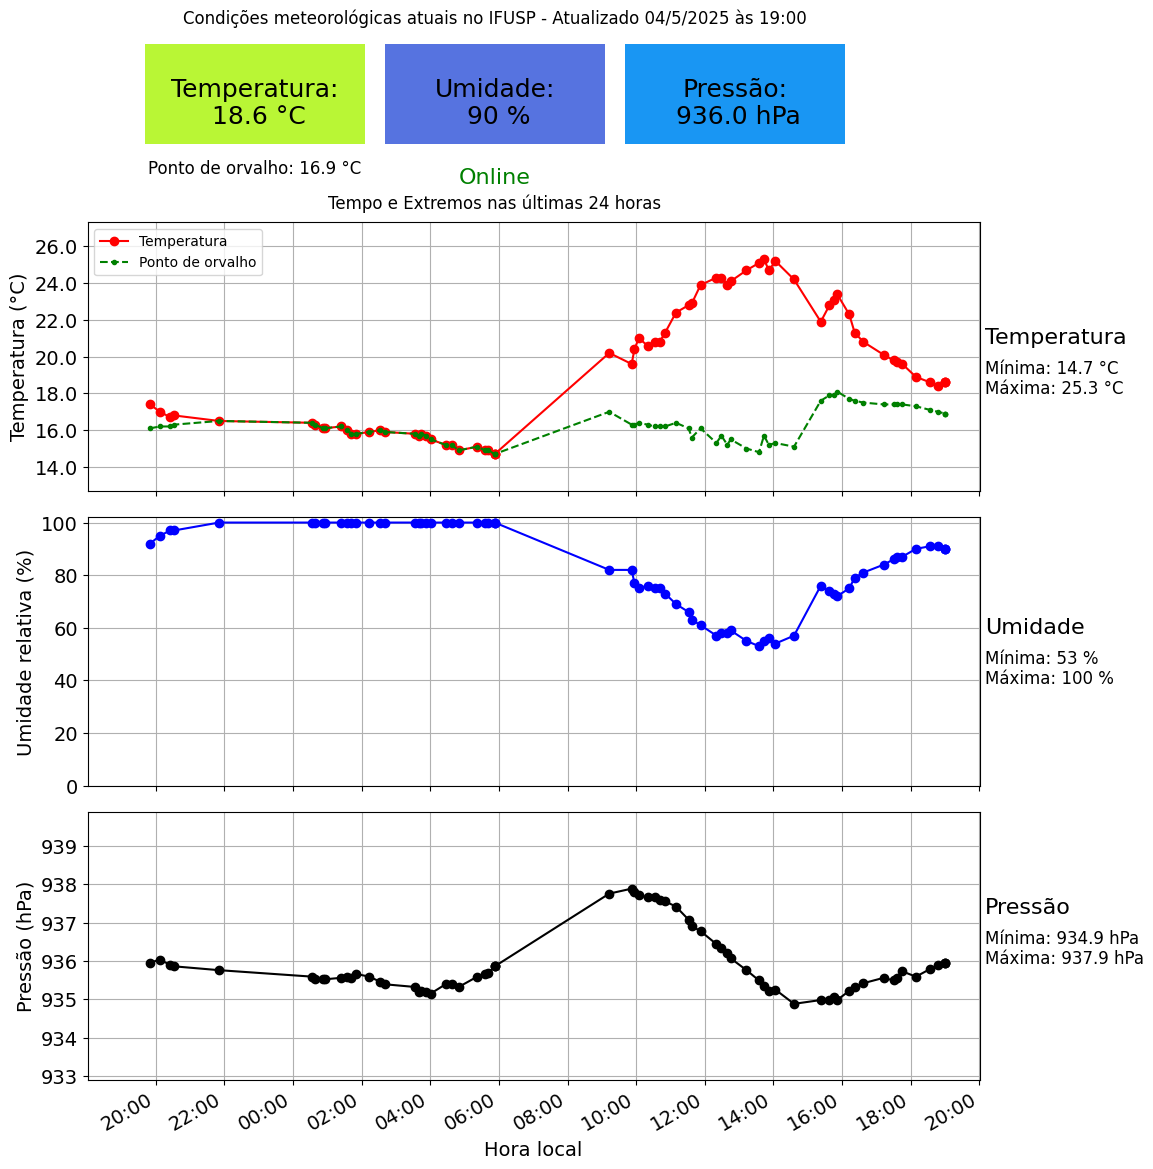 Condições meteorológicas atuais no IFUSP - Atualizado 04/5/2025 às 19:00
Temperatura:
18.6 °C
Umidade:
90 %
Pressão:
936.0 hPa
Ponto de orvalho: 16.9 °C
Online
Tempo e Extremos nas últimas 24 horas
Temperatura (°C)
26.0
24.0
22.0
20.0
18.0
16.0
14.0
Temperatura
Ponto de orvalho
Temperatura
Mínima: 14.7 °C
Máxima: 25.3 °C
Umidade relativa (%)
100
80
60
40
20
0
Umidade
Mínima: 53 %
Máxima: 100 %
Pressão (hPa)
939
938
937
936
935
934
933
Pressão
Mínima: 934.9 hPa
Máxima: 937.9 hPa
20:00 22:00 00:00 02:00 04:00 06:00 08:00 10:00 12:00 14:00 16:00 18:00 20:00
Hora local